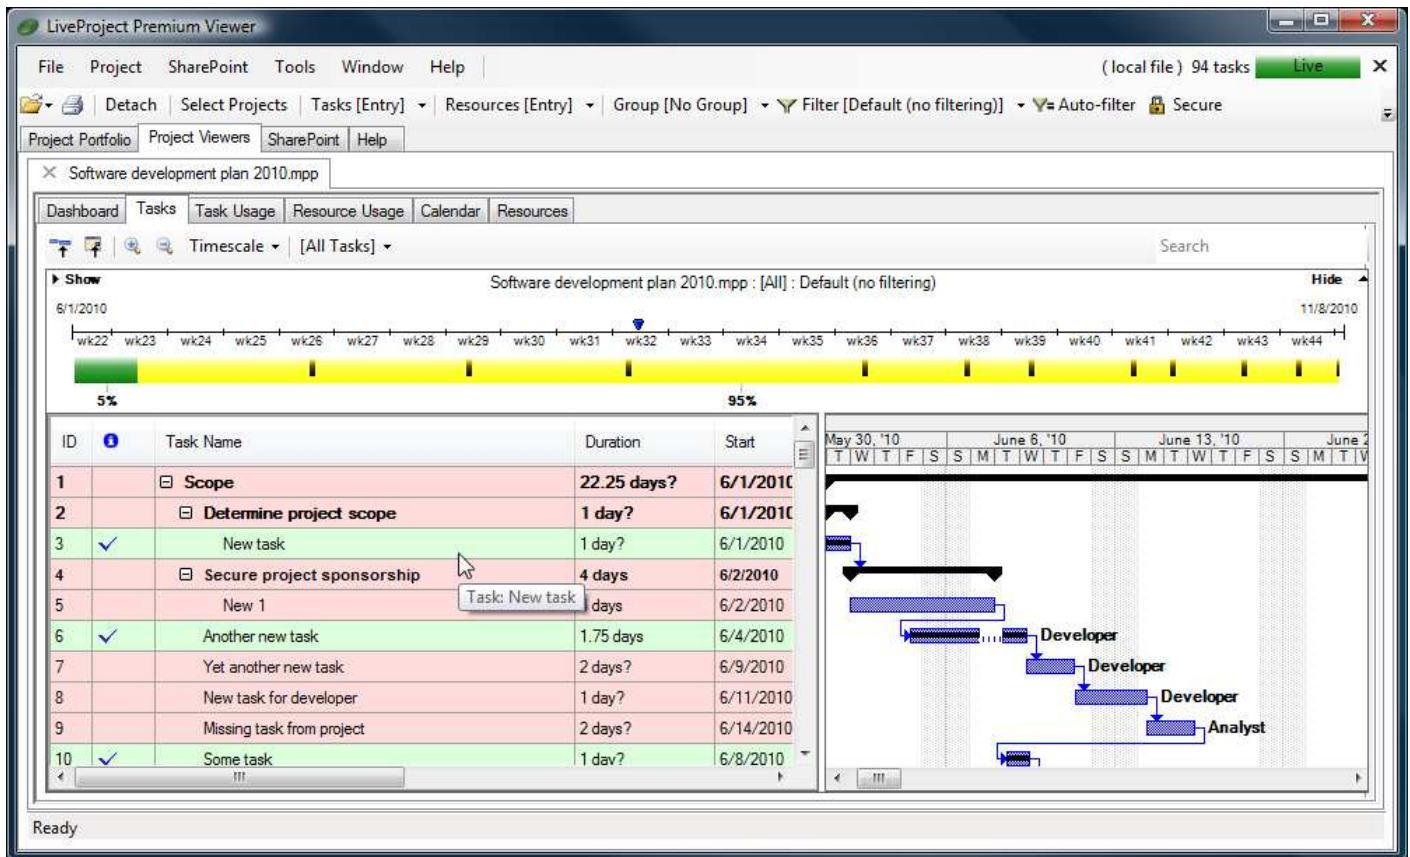 LiveProject Premium Viewer
File Project SharePoint Tools Window Help ( local file ) 94 tasks Live
Detach Select Projects Tasks [Entry] Resources [Entry] Group [No Group] Filter [Default (no filtering)] Auto-filter Secure
Project Portfolio Project Viewers SharePoint Help
Software development plan 2010.mpp
Dashboard Tasks Task Usage Resource Usage Calendar Resources
Timescale [All Tasks] Search
Show Software development plan 2010.mpp : [All] : Default (no filtering) Hide
6/1/2010 11/8/2010
wk22 wk23 wk24 wk25 wk26 wk27 wk28 wk29 wk30 wk31 wk32 wk33 wk34 wk35 wk36 wk37 wk38 wk39 wk40 wk41 wk42 wk43 wk44
5% 95%
ID Task Name Duration Start May 30, '10 June 6, '10 June 13, '10 June 2
T W T F S S M T W T F S S M T W T F S S M T W
1 Scope 22.25 days? 6/1/2010
2 Determine project scope 1 day? 6/1/2010
3 New task 1 day? 6/1/2010
4 Secure project sponsorship 4 days 6/2/2010
Task: New task
5 New 1 days 6/2/2010
6 Another new task 1.75 days 6/4/2010 Developer
7 Yet another new task 2 days? 6/9/2010 Developer
8 New task for developer 1 day? 6/11/2010 Developer
9 Missing task from project 2 days? 6/14/2010 Analyst
10 Some task 1 day? 6/8/2010
Ready